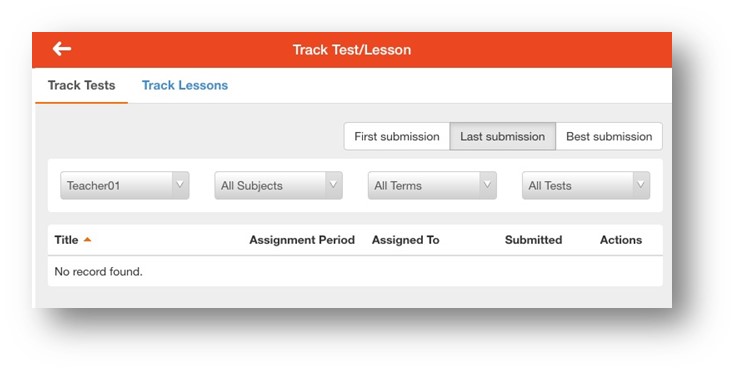 Track Test/Lesson
Track Tests Track Lessons
First submission Last submission Best submission
Teacher01 All Subjects All Terms All Tests
Title Assignment Period Assigned To Submitted Actions
No record found.